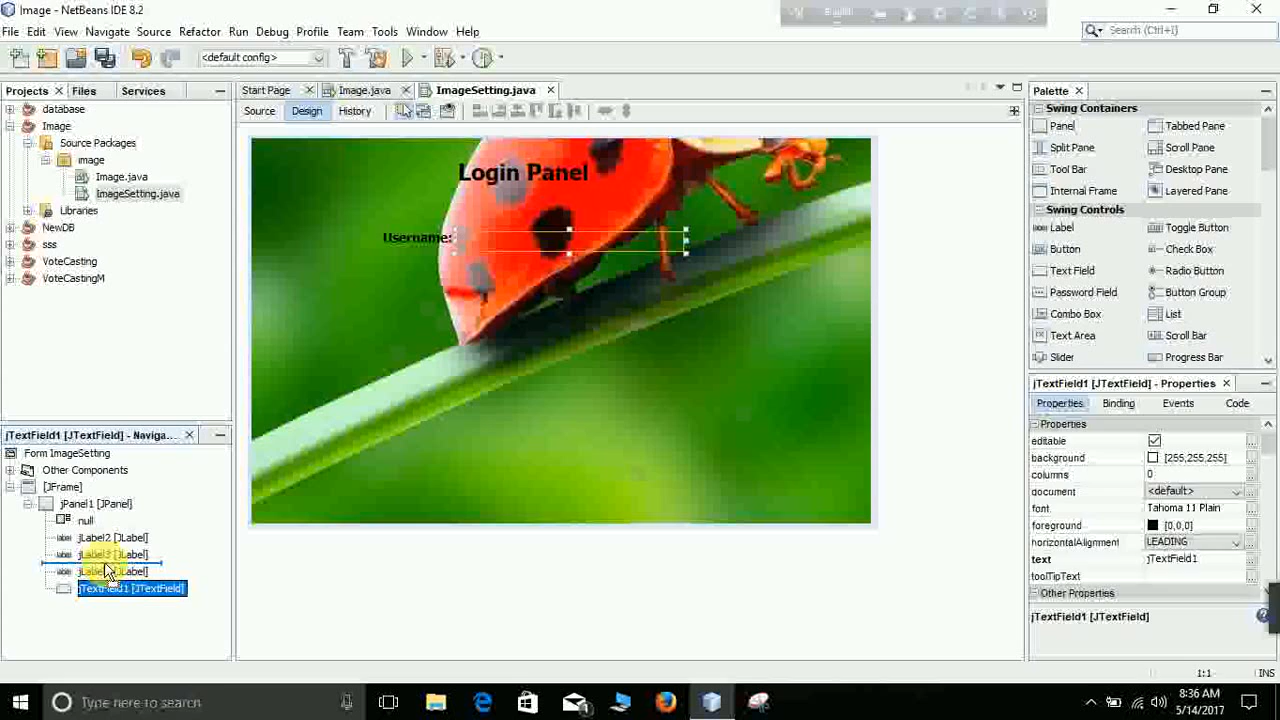 Image - NetBeans IDE 8.2
File Edit View Navigate Source Refactor Run Debug Profile Team Tools Window Help
Search (Ctrl+I)
<default config>
Projects Files Services
database
Image
Source Packages
image
Image.java
ImageSetting.java
Libraries
NewDB
sss
VoteCasting
VoteCastingM
Start Page Image.java ImageSetting.java
Source Design History
Login Panel
Username:
Palette
Swing Containers
Panel Tabbed Pane
Split Pane Scroll Pane
Tool Bar Desktop Pane
Internal Frame Layered Pane
Swing Controls
Label Toggle Button
Button Check Box
Text Field Radio Button
Password Field Button Group
Combo Box List
Text Area Scroll Bar
Slider Progress Bar
jTextField1 [JTextField] - Properties
Properties Binding Events Code
Properties
editable
background [255,255,255]
columns 0
document <default>
font Tahoma 11 Plain
foreground [0,0,0]
horizontalAlignment LEADING
text jTextField1
toolTipText
Other Properties
jTextField1 [JTextField]
jTextField1 [JTextField] - Naviga...
Form ImageSetting
Other Components
[JFrame]
jPanel1 [JPanel]
null
jLabel2 [JLabel]
jLabel3 [JLabel]
jTextField1 [JTextField]
1:1 INS
Type here to search
8:36 AM
5/14/2017